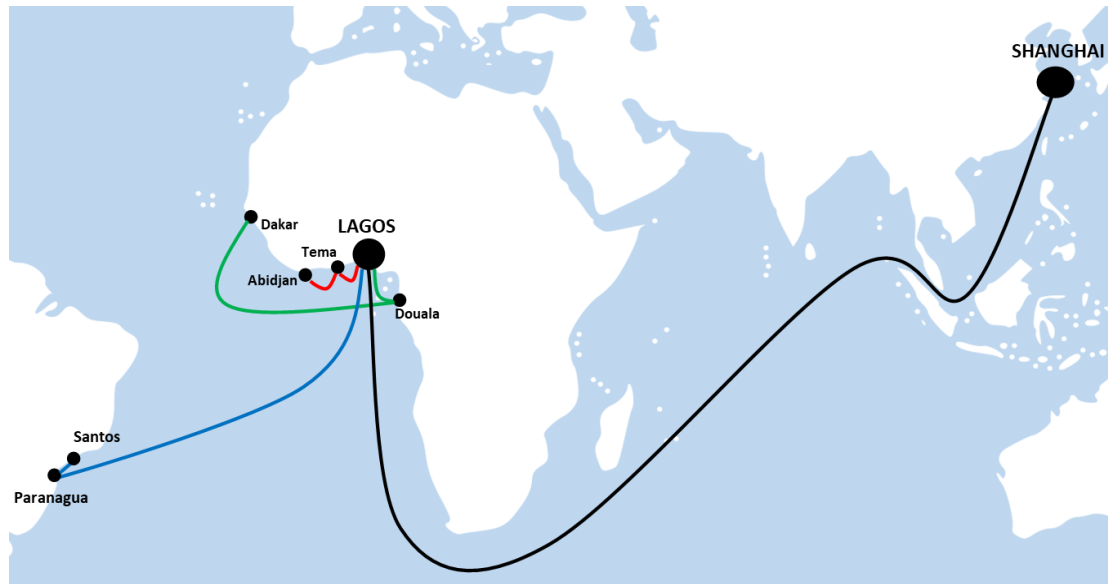 SHANGHAI
Dakar
LAGOS
Tema
Abidjan
Douala
Santos
Paranagua